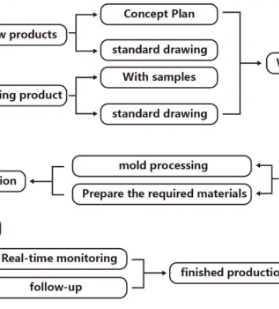 Concept Plan
w products
standard drawing
With samples
ing product
standard drawing
mold processing
ion
Prepare the required materials
Real-time monitoring
finished productio
follow-up